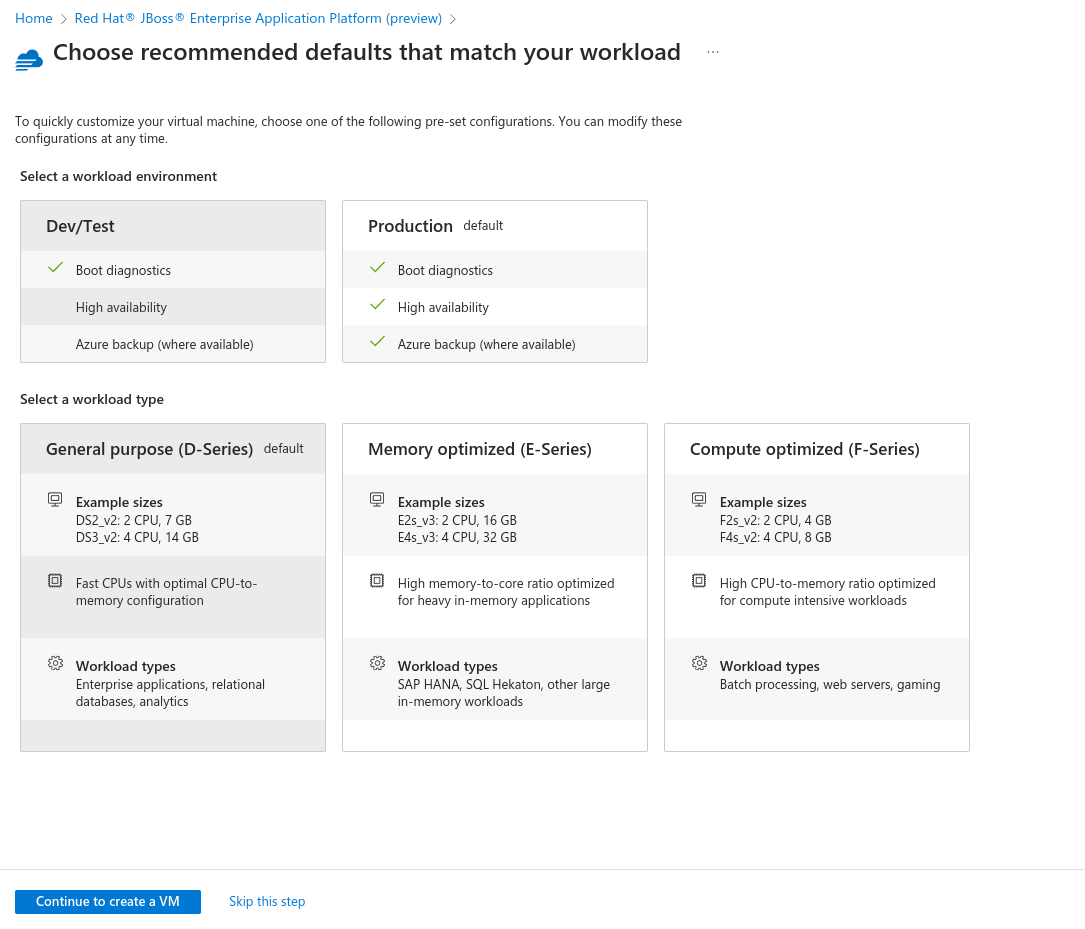 Home > Red Hat® JBoss® Enterprise Application Platform (preview) >
Choose recommended defaults that match your workload ...
To quickly customize your virtual machine, choose one of the following pre-set configurations. You can modify these
configurations at any time.
Select a workload environment
Dev/Test
Boot diagnostics
High availability
Azure backup (where available)
Production default
Boot diagnostics
High availability
Azure backup (where available)
Select a workload type
General purpose (D-Series) default
Example sizes
DS2_v2: 2 CPU, 7 GB
DS3_v2: 4 CPU, 14 GB
Fast CPUs with optimal CPU-to-
memory configuration
Workload types
Enterprise applications, relational
databases, analytics
Memory optimized (E-Series)
Example sizes
E2s_v3: 2 CPU, 16 GB
E4s_v3: 4 CPU, 32 GB
High memory-to-core ratio optimized
for heavy in-memory applications
Workload types
SAP HANA, SQL Hekaton, other large
in-memory workloads
Compute optimized (F-Series)
Example sizes
F2s_v2: 2 CPU, 4 GB
F4s_v2: 4 CPU, 8 GB
High CPU-to-memory ratio optimized
for compute intensive workloads
Workload types
Batch processing, web servers, gaming
Continue to create a VM
Skip this step